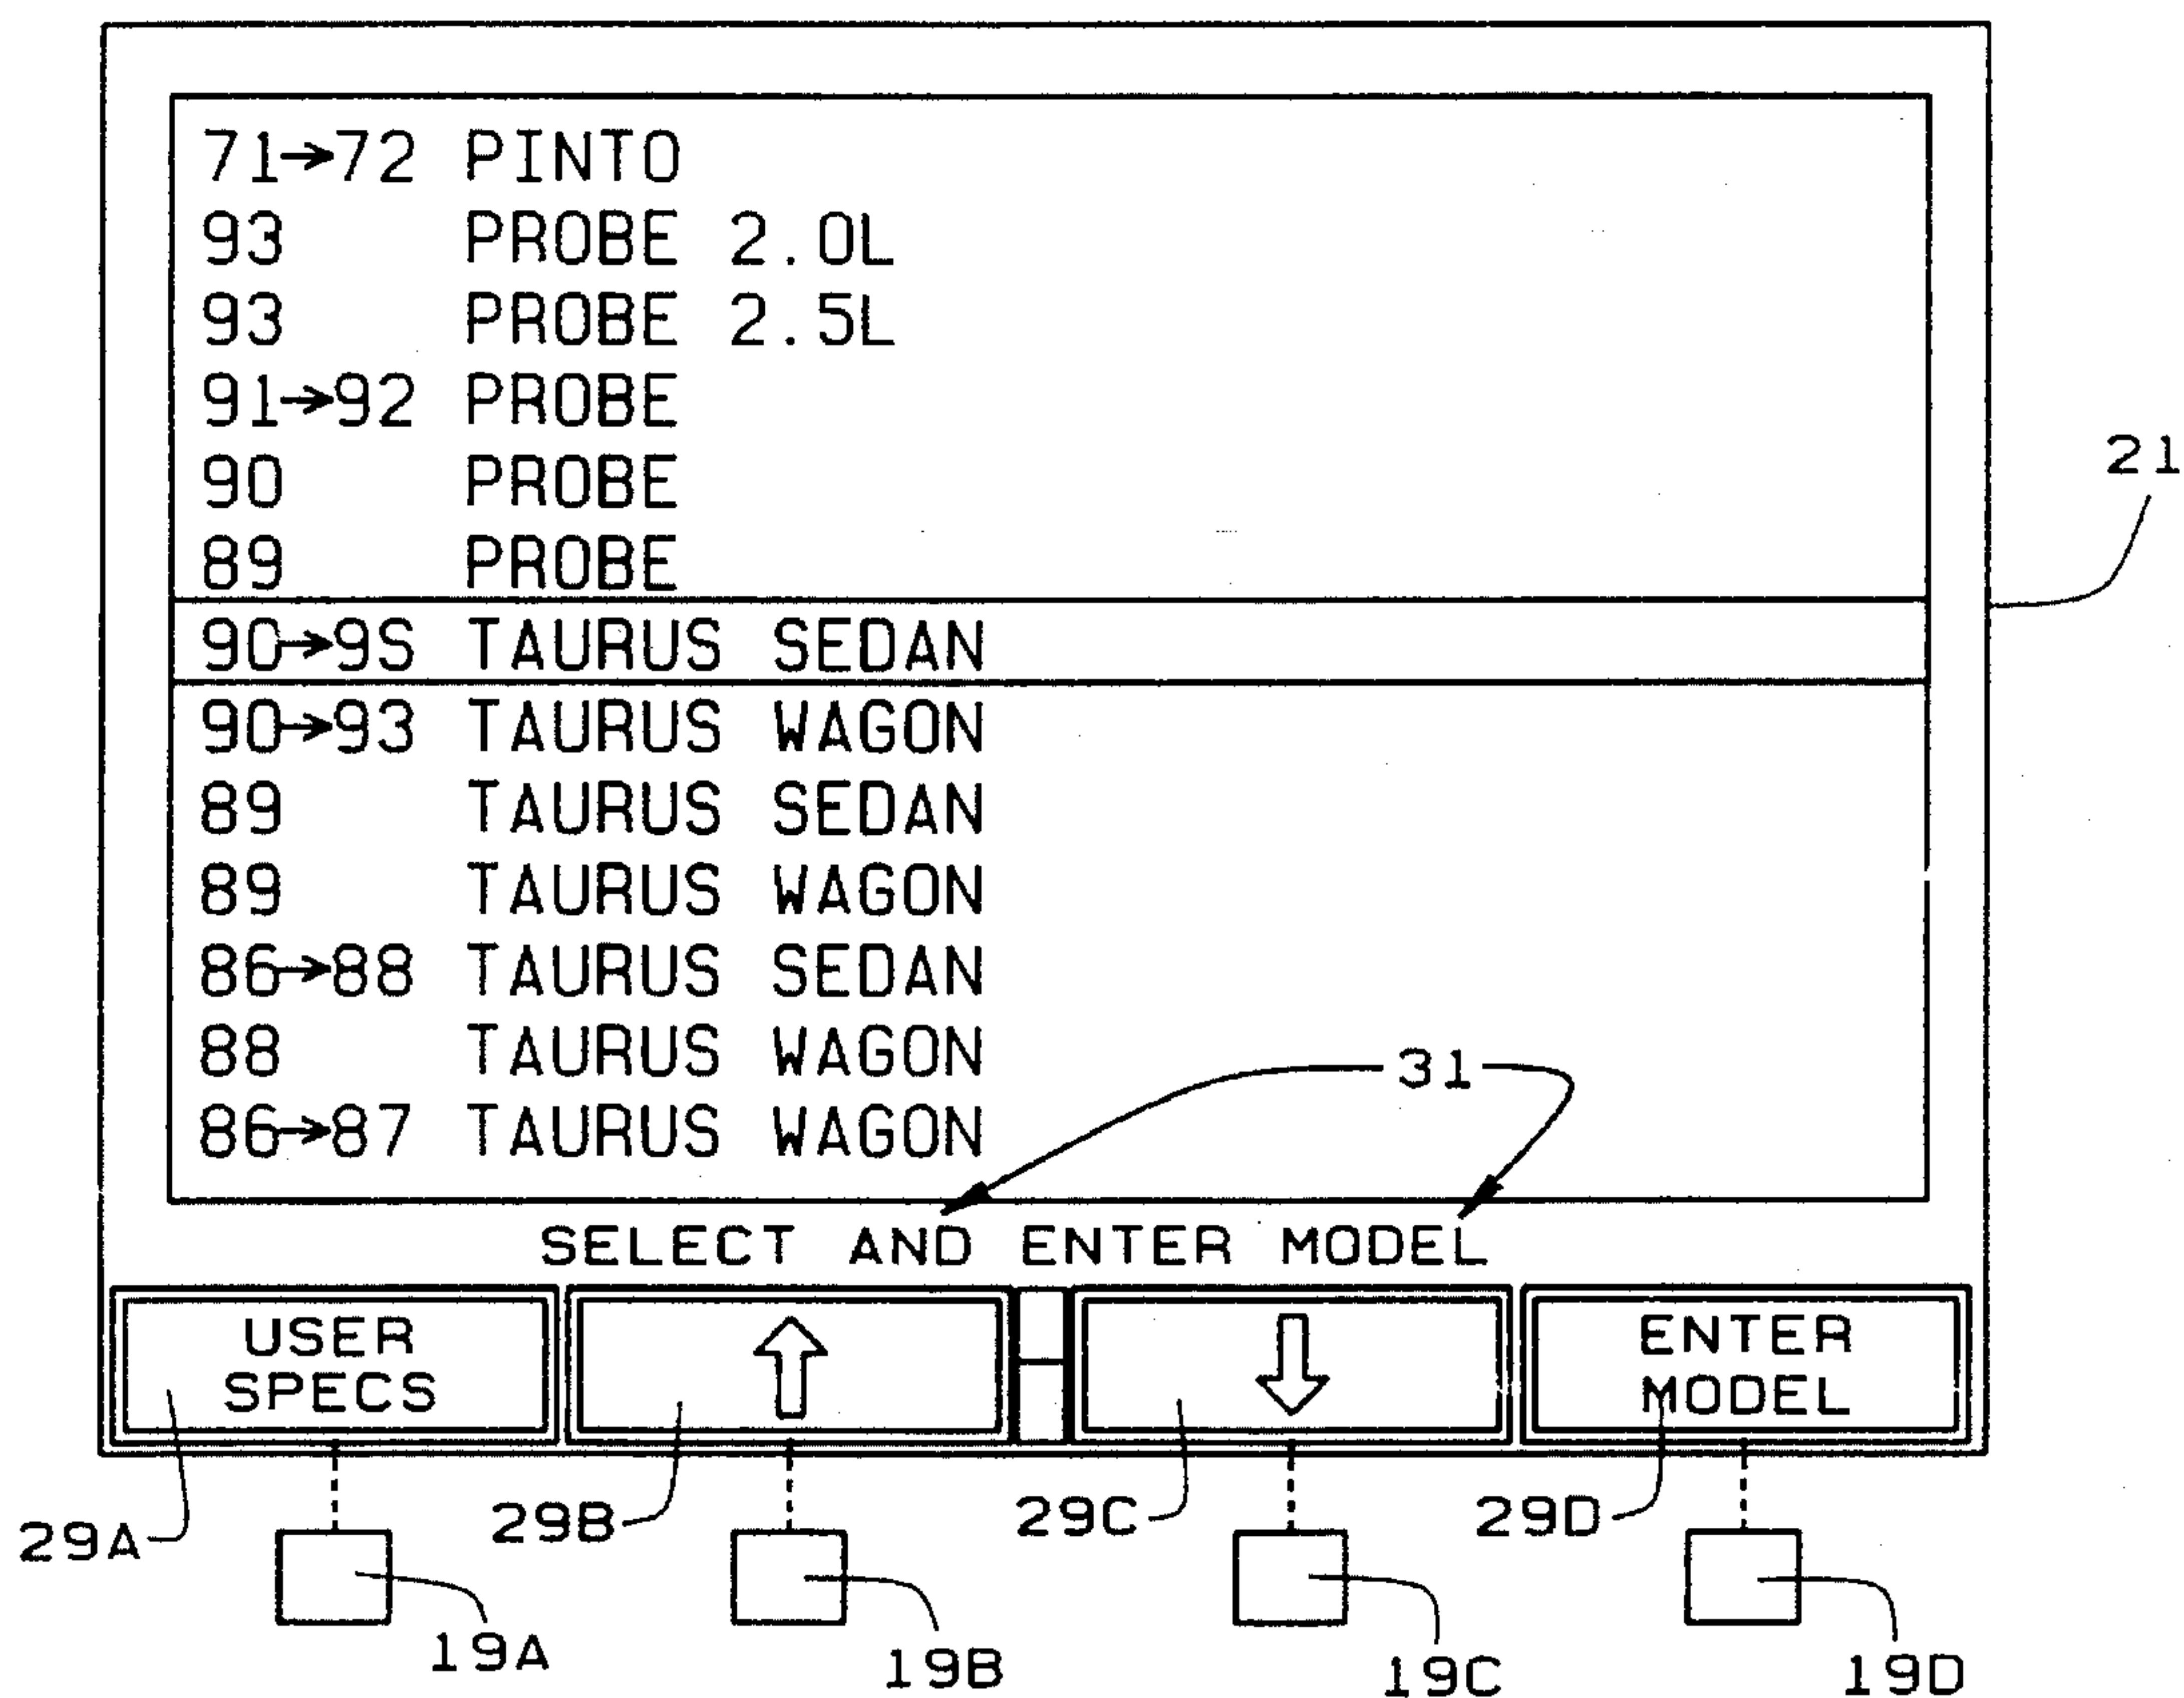 71→72 PINTO
93 PROBE 2.0L
93 PROBE 2.5L
91→92 PROBE
90 PROBE
89 PROBE
90→9S TAURUS SEDAN
90→93 TAURUS WAGON
89 TAURUS SEDAN
89 TAURUS WAGON
86→88 TAURUS SEDAN
88 TAURUS WAGON
86→87 TAURUS WAGON
21
31
SELECT AND ENTER MODEL
USER
SPECS
ENTER
MODEL
29A
29B
29C
29D
19A
19B
19C
19D